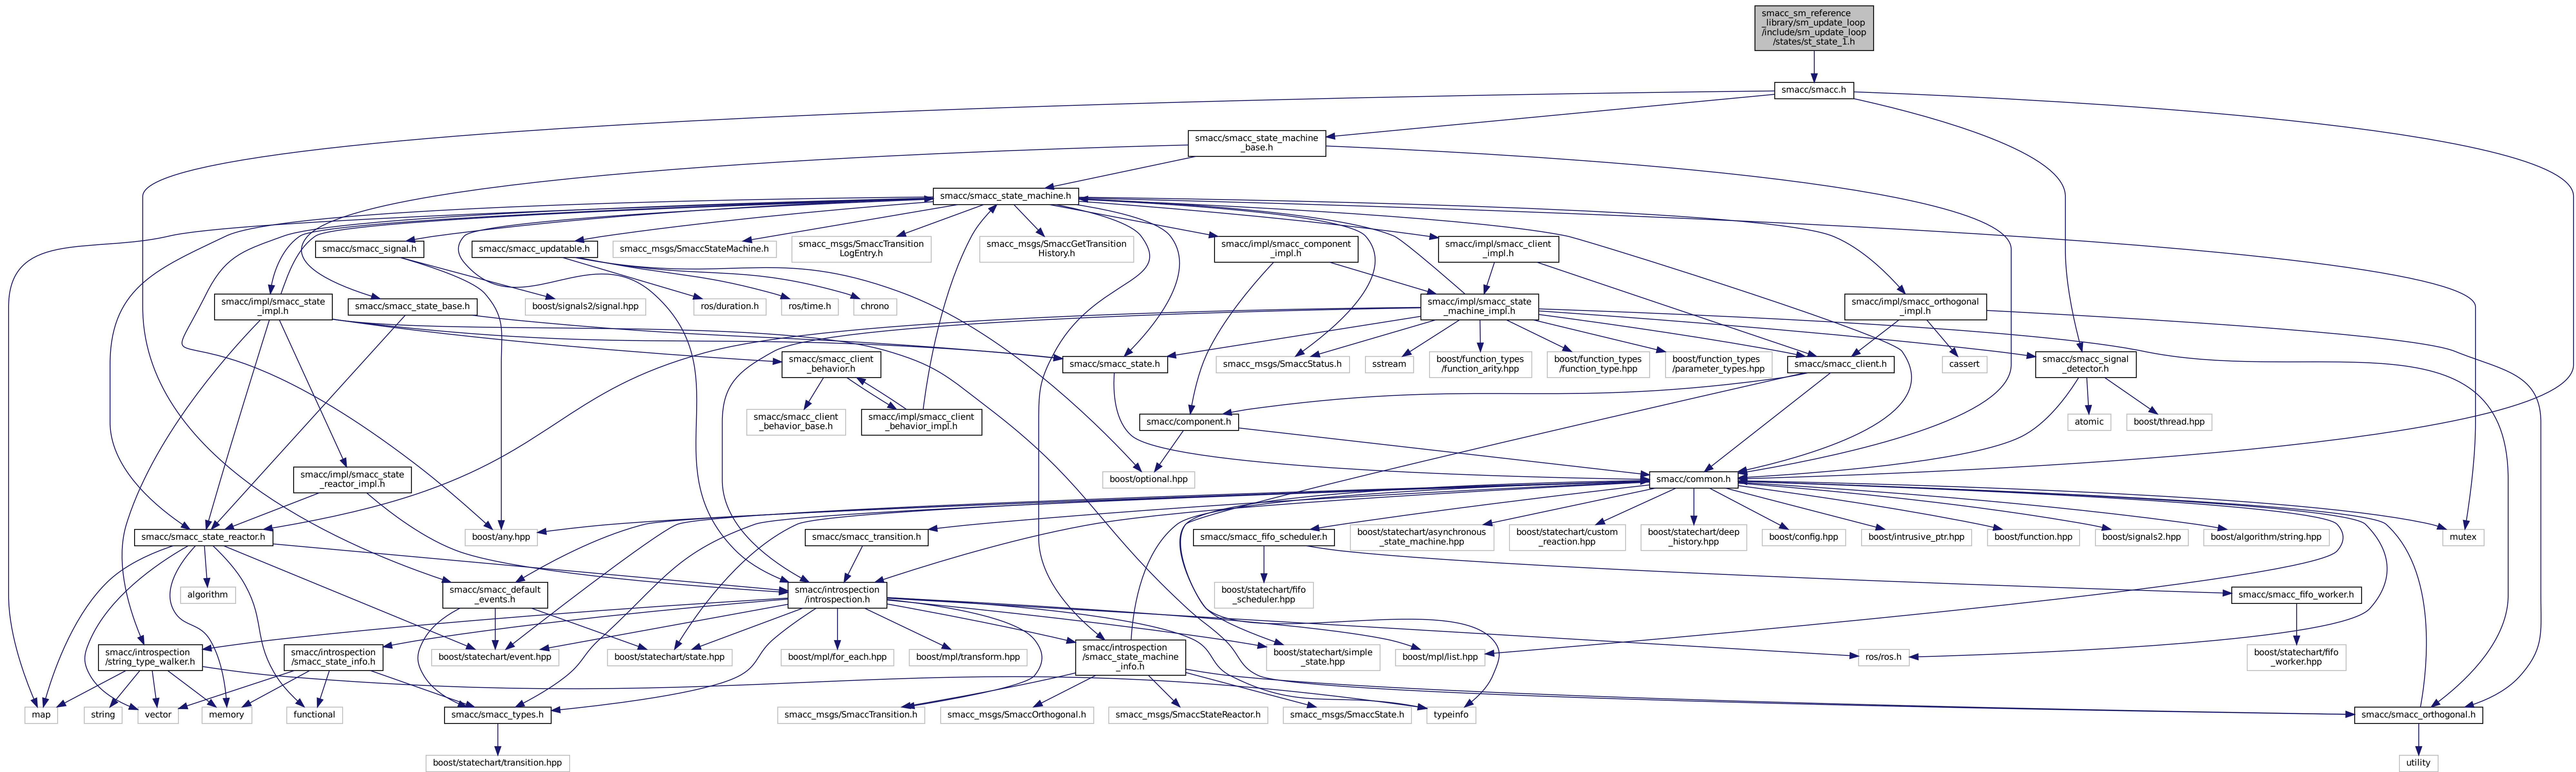 smacc_sm_reference
_library/sm_update_loop
/include/sm_update_loop
/states/st_state_1.h
smacc/smacc.h
smacc/smacc_state_machine
_base.h
smacc/smacc_state_machine.h
smacc/smacc_signal.h
smacc/smacc_updatable.h
smacc_msgs/SmaccStateMachine.h
smacc_msgs/SmaccTransition
LogEntry.h
smacc_msgs/SmaccGetTransition
History.h
smacc/impl/smacc_component
_impl.h
smacc/impl/smacc_client
_impl.h
smacc/impl/smacc_state
_impl.h
smacc/smacc_state_base.h
boost/signals2/signal.hpp
ros/duration.h
ros/time.h
chrono
smacc/impl/smacc_state
_machine_impl.h
smacc/impl/smacc_orthogonal
_impl.h
smacc/smacc_client
_behavior.h
smacc/smacc_state.h
smacc_msgs/SmaccStatus.h
sstream
boost/function_types
/function_arity.hpp
boost/function_types
/function_type.hpp
boost/function_types
/parameter_types.hpp
smacc/smacc_client.h
cassert
smacc/smacc_signal
_detector.h
smacc/smacc_client
_behavior_base.h
smacc/impl/smacc_client
_behavior_impl.h
smacc/component.h
atomic
boost/thread.hpp
smacc/impl/smacc_state
_reactor_impl.h
boost/optional.hpp
smacc/common.h
smacc/smacc_state_reactor.h
boost/any.hpp
smacc/smacc_transition.h
smacc/smacc_fifo_scheduler.h
boost/statechart/asynchronous
_state_machine.hpp
boost/statechart/custom
_reaction.hpp
boost/statechart/deep
_history.hpp
boost/config.hpp
boost/intrusive_ptr.hpp
boost/function.hpp
boost/signals2.hpp
boost/algorithm/string.hpp
mutex
algorithm
smacc/smacc_default
_events.h
smacc/introspection
/introspection.h
boost/statechart/fifo
_scheduler.hpp
smacc/smacc_fifo_worker.h
smacc/introspection
/string_type_walker.h
smacc/introspection
/smacc_state_info.h
boost/statechart/event.hpp
boost/statechart/state.hpp
boost/mpl/for_each.hpp
boost/mpl/transform.hpp
smacc/introspection
/smacc_state_machine
_info.h
boost/statechart/simple
_state.hpp
boost/mpl/list.hpp
ros/ros.h
boost/statechart/fifo
_worker.hpp
map
string
vector
memory
functional
smacc/smacc_types.h
smacc_msgs/SmaccTransition.h
smacc_msgs/SmaccOrthogonal.h
smacc_msgs/SmaccStateReactor.h
smacc_msgs/SmaccState.h
typeinfo
smacc/smacc_orthogonal.h
boost/statechart/transition.hpp
utility